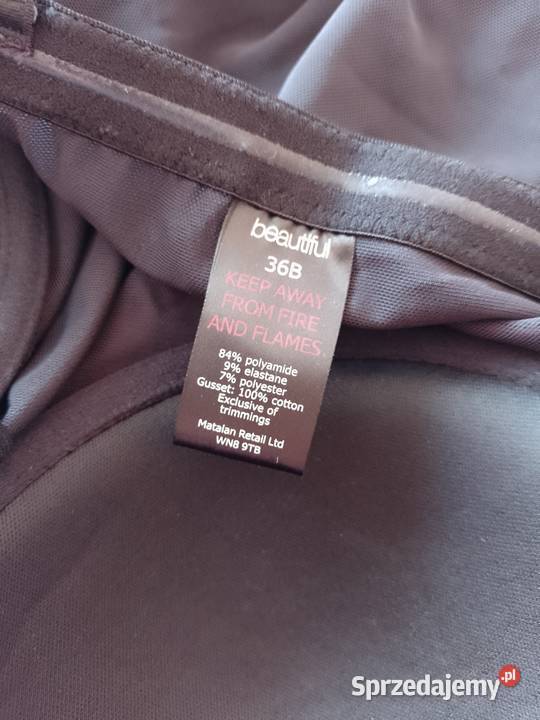 beautiful
36B
KEEP AWAY
FROM FIRE
AND FLAMES
84% polyamide
9% elastane
7% polyester
Gusset: 100% cotton
Exclusive of
trimmings
Matalan Retail Ltd
WN8 9TB
Sprzedajemy.pl